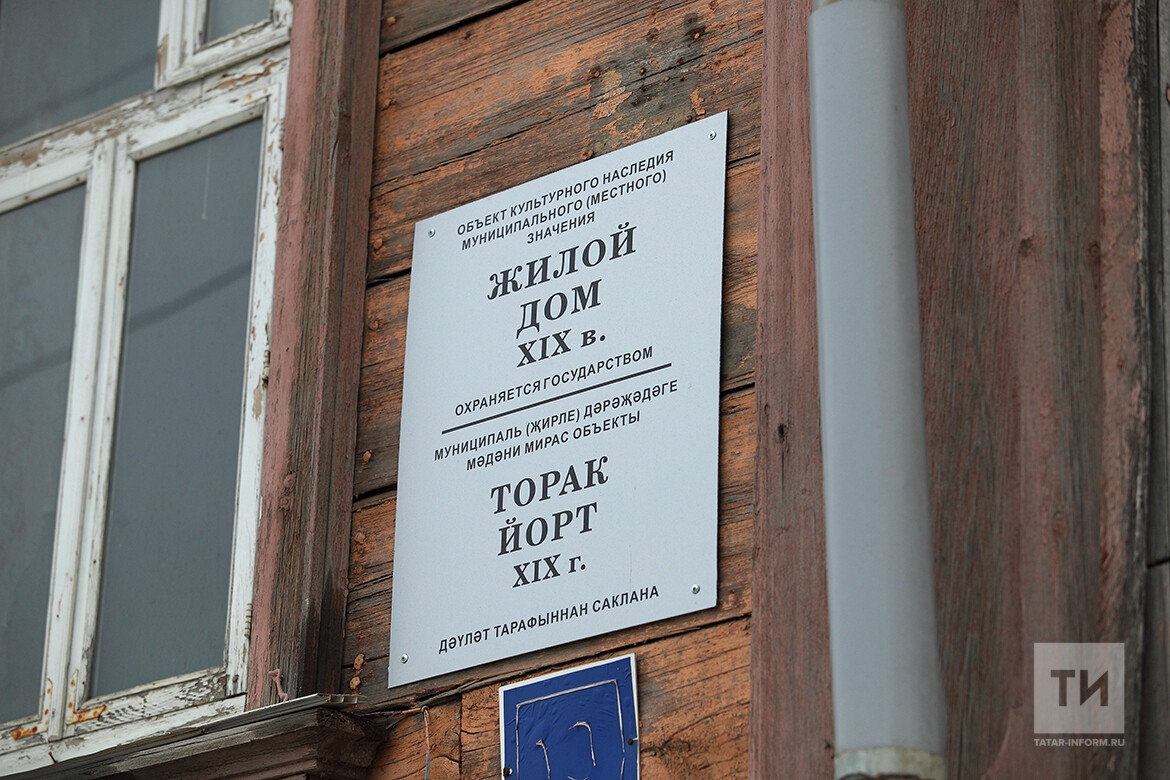 ОБЪЕКТ КУЛЬТУРНОГО НАСЛЕДИЯ
МУНИЦИПАЛЬНОГО (МЕСТНОГО)
ЗНАЧЕНИЯ
ЖИЛОЙ
ДОМ
XIX в.
ОХРАНЯЕТСЯ ГОСУДАРСТВОМ
МУНИЦИПАЛЬ (ҖИРЛЕ) ДӘРӘҖӘДӘГЕ
МӘДӘНИ МИРАС ОБЪЕКТЫ
ТОРАК
ЙОРТ
XIX г.
ДӘҮЛӘТ ТАРАФЫННАН САКЛАНА
ТИ
TATAR-INFORM.RU